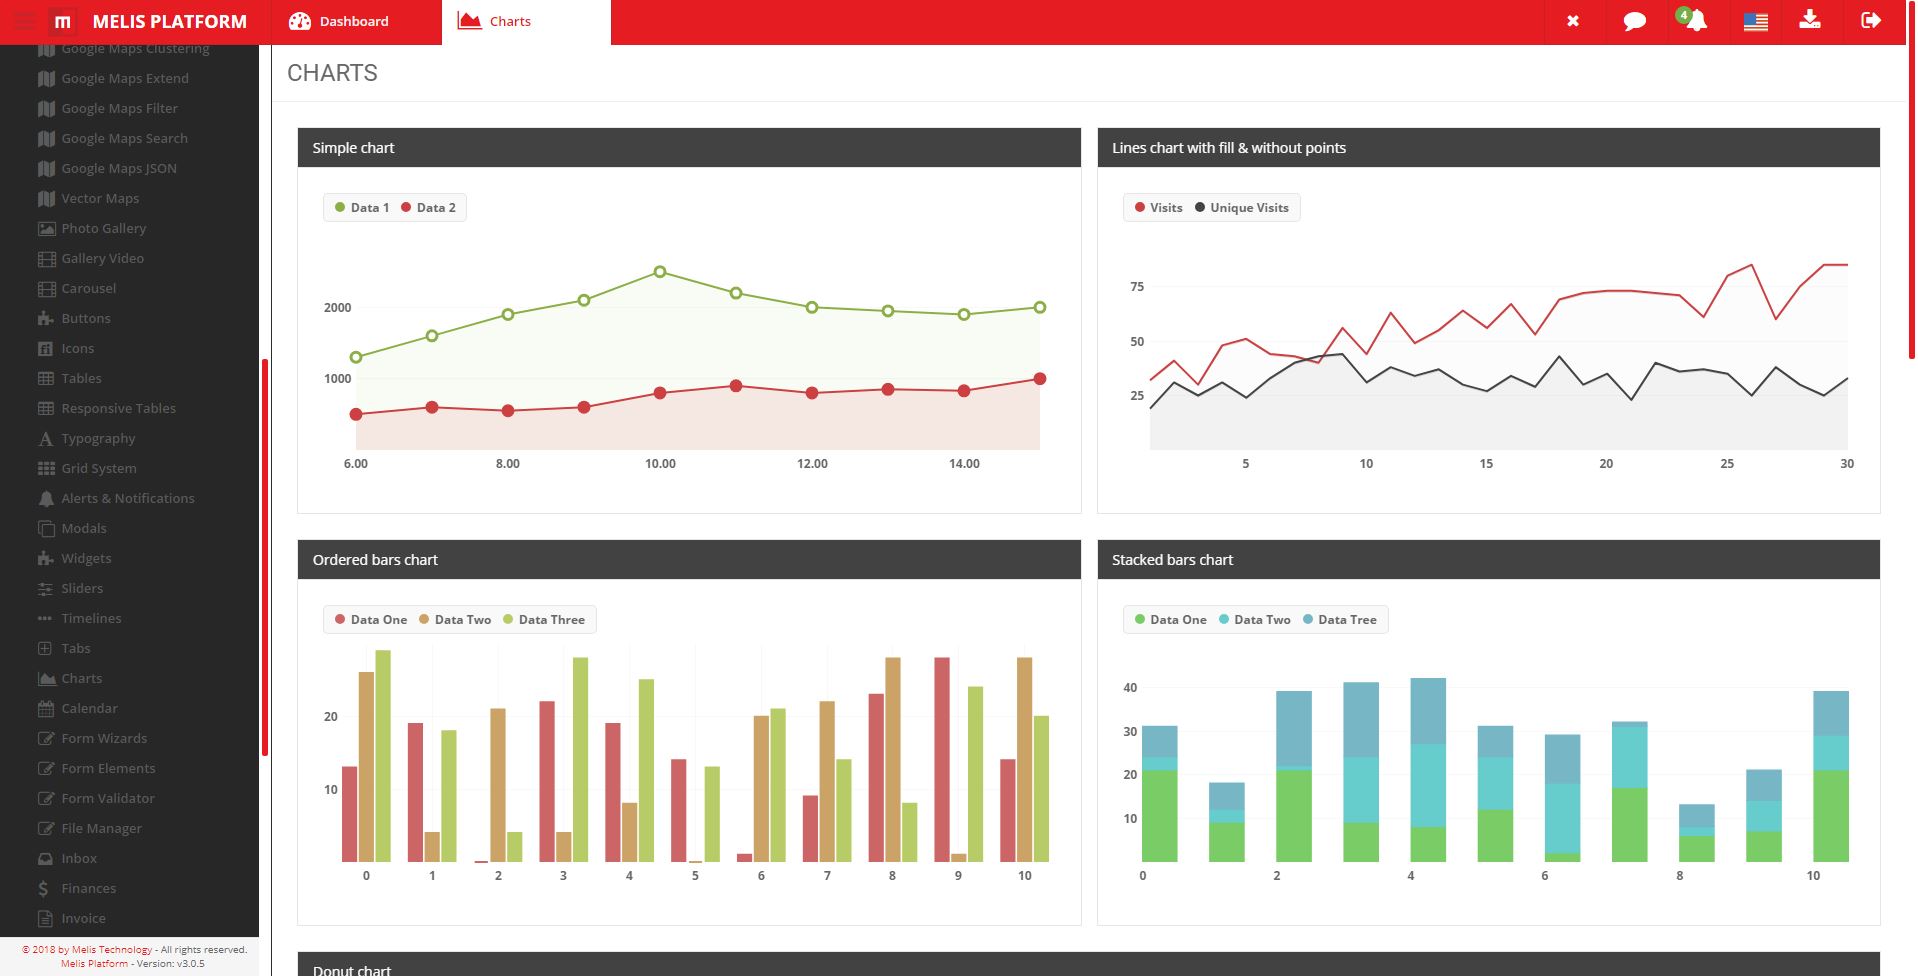 m MELIS PLATFORM
Dashboard
Charts
4
Google Maps Clustering
Google Maps Extend
Google Maps Filter
Google Maps Search
Google Maps JSON
Vector Maps
Photo Gallery
Gallery Video
Carousel
Buttons
Icons
Tables
Responsive Tables
Typography
Grid System
Alerts & Notifications
Modals
Widgets
Sliders
Timelines
Tabs
Charts
Calendar
Form Wizards
Form Elements
Form Validator
File Manager
Inbox
Finances
Invoice
© 2018 by Melis Technology - All rights reserved.
Melis Platform - Version: v3.0.5
CHARTS
Simple chart
Data 1 Data 2
2000
1000
6.00 8.00 10.00 12.00 14.00
Lines chart with fill & without points
Visits Unique Visits
75
50
25
5 10 15 20 25 30
Ordered bars chart
Data One Data Two Data Three
20
10
0 1 2 3 4 5 6 7 8 9 10
Stacked bars chart
Data One Data Two Data Tree
40
30
20
10
0 2 4 6 8 10
Donut chart